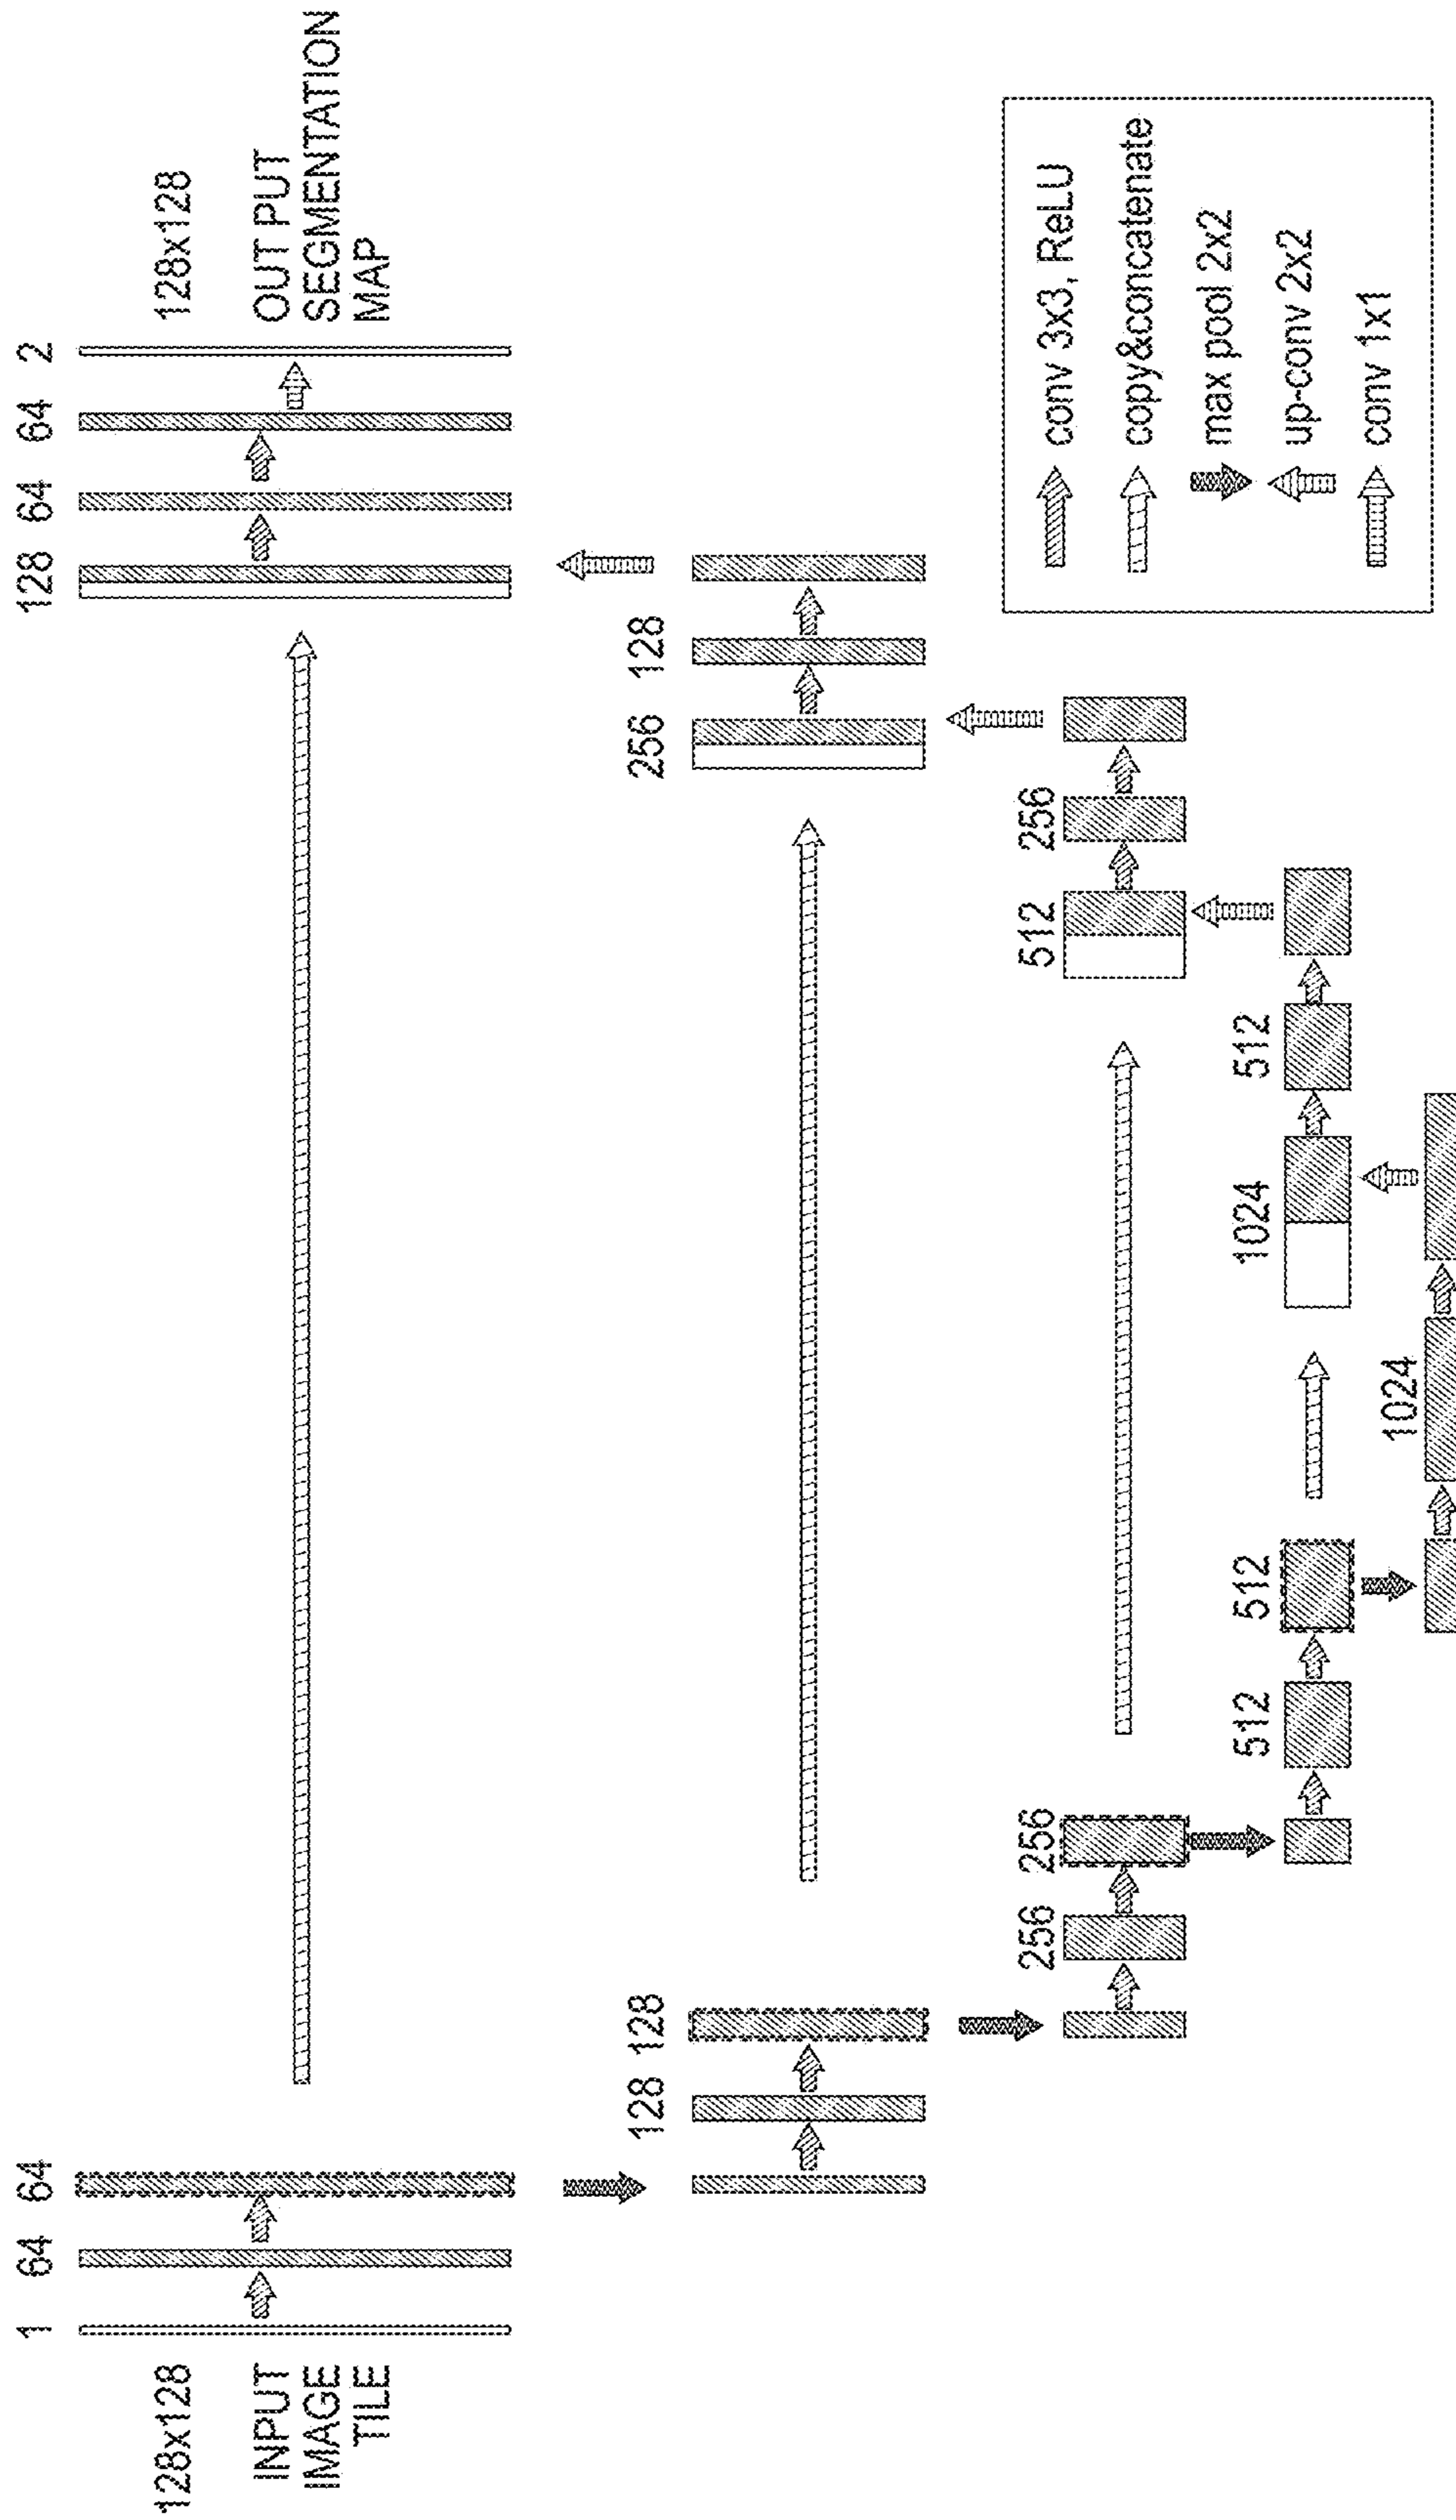 1 64 64
128 64 64 2
128x128
INPUT
IMAGE
TILE
128x128
OUT PUT
SEGMENTATION
MAP
128 128
256 128
256 256
512 256
512 512
1024 512
1024
conv 3x3, ReLU
copy&concatenate
max pool 2x2
up-conv 2x2
conv 1x1